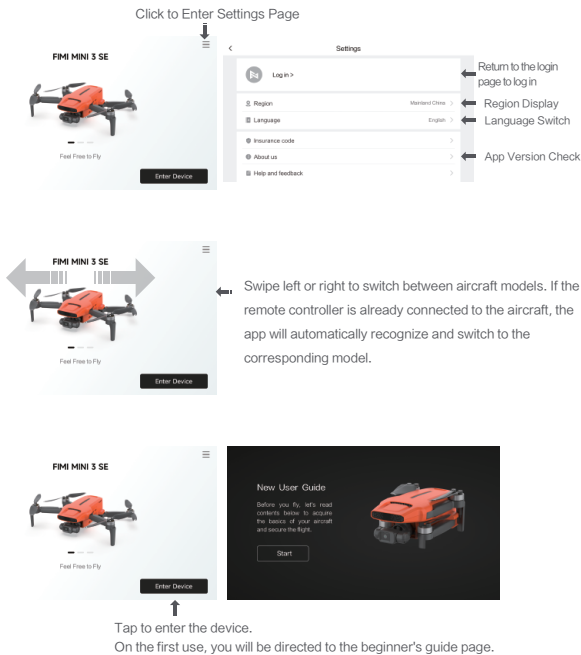 Click to Enter Settings Page
FIMI MINI 3 SE
Feel Free to Fly
Enter Device
Settings
Log in >
Region
Mainland China >
Language
English >
Insurance code >
About us >
Help and feedback >
Return to the login
page to log in
Region Display
Language Switch
App Version Check
FIMI MINI 3 SE
Feel Free to Fly
Enter Device
Swipe left or right to switch between aircraft models. If the
remote controller is already connected to the aircraft, the
app will automatically recognize and switch to the
corresponding model.
FIMI MINI 3 SE
Feel Free to Fly
Enter Device
New User Guide
Before you fly, let's read
contents below to acquire
the basics of your aircraft
and secure the flight.
Start
Tap to enter the device.
On the first use, you will be directed to the beginner's guide page.